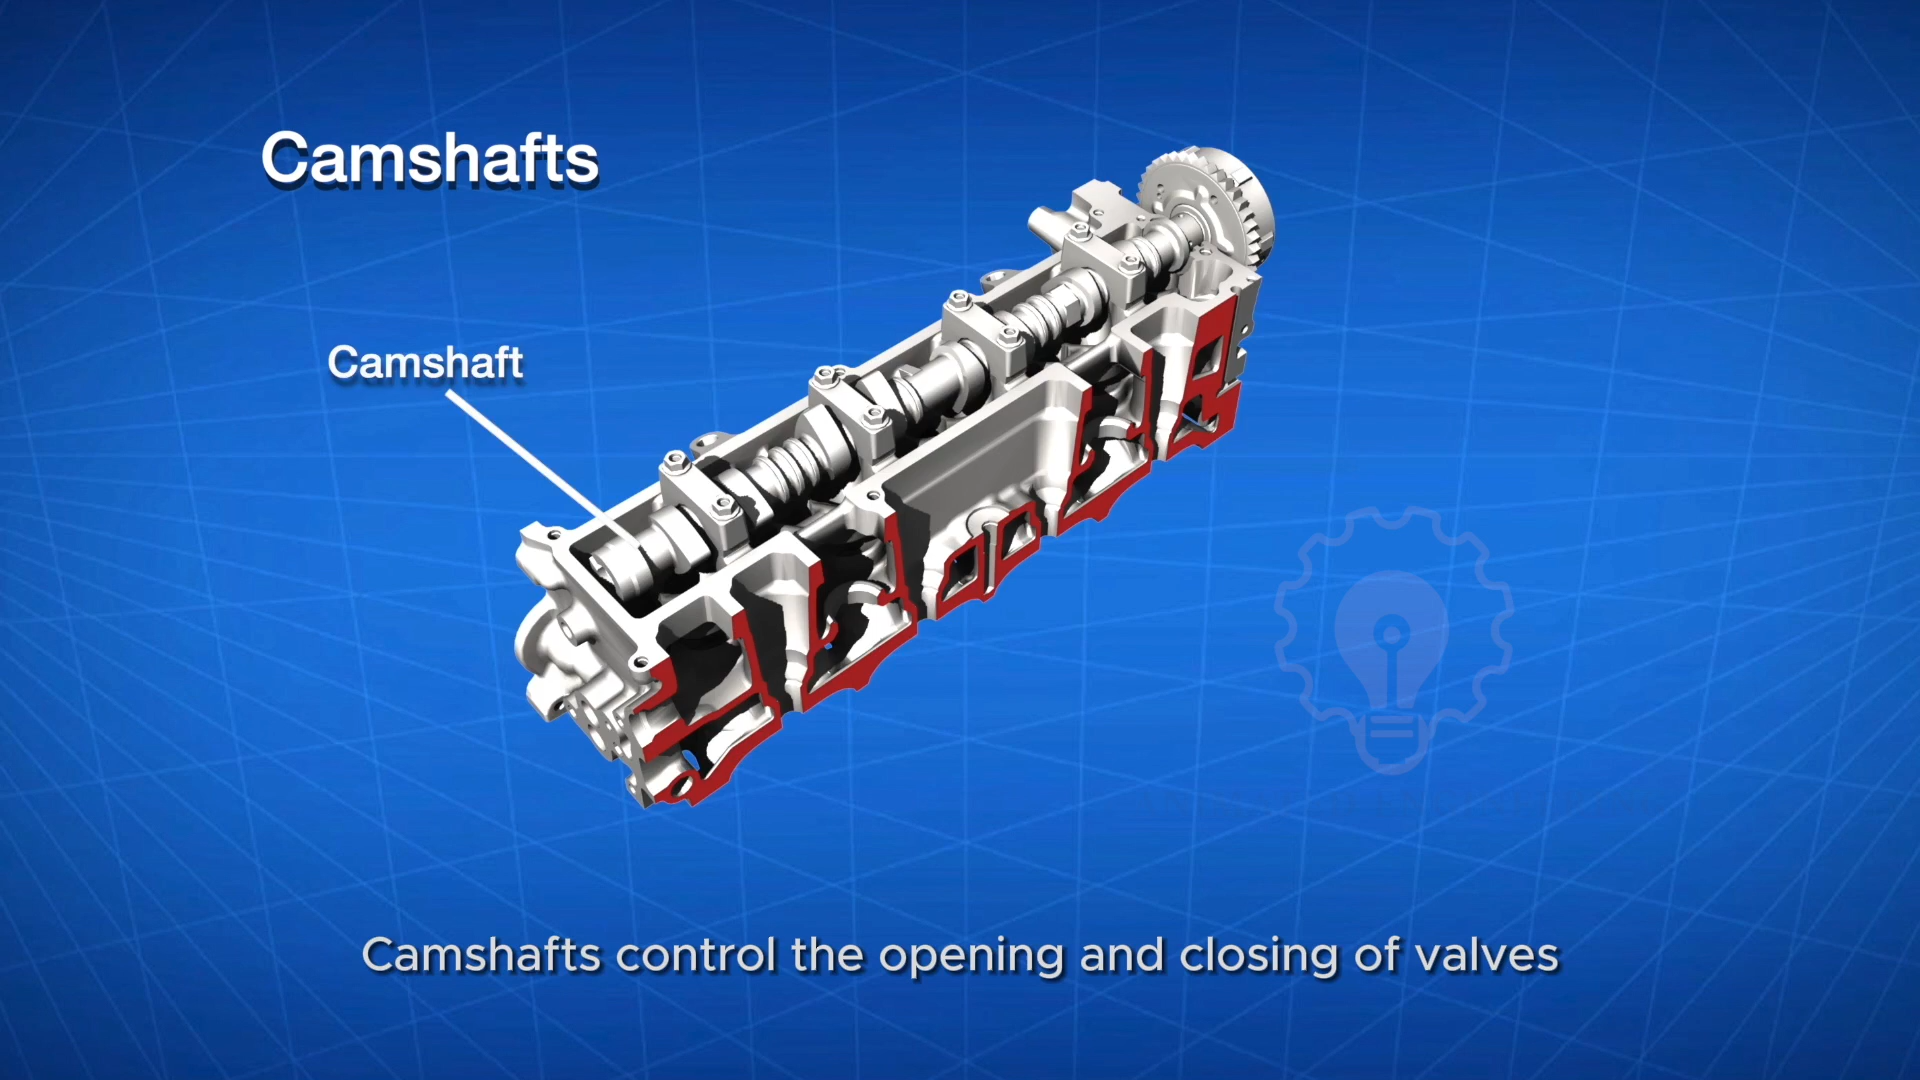 Camshafts
Camshaft
Camshafts control the opening and closing of valves